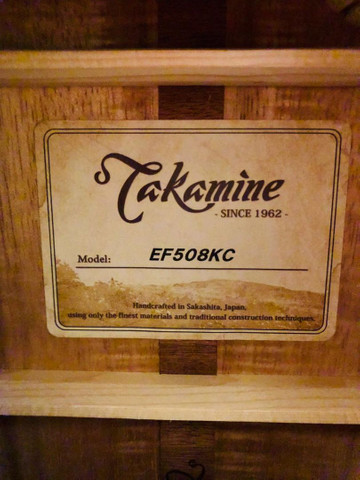 Takamine
- SINCE 1962 -
Model: EF508KC
Handcrafted in Sakashita, Japan,
using only the finest materials and traditional construction techniques.